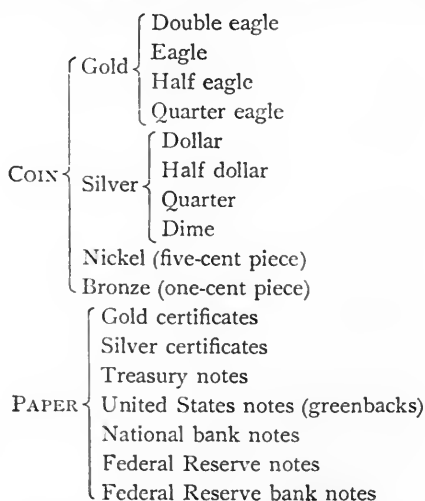 Double eagle
Eagle
Gold
Half eagle
Quarter eagle
Dollar
Half dollar
COIN
Silver
Quarter
Dime
Nickel (five-cent piece)
Bronze (one-cent piece)
Gold certificates
Silver certificates
Treasury notes
PAPER
United States notes (greenbacks)
National bank notes
Federal Reserve notes
Federal Reserve bank notes